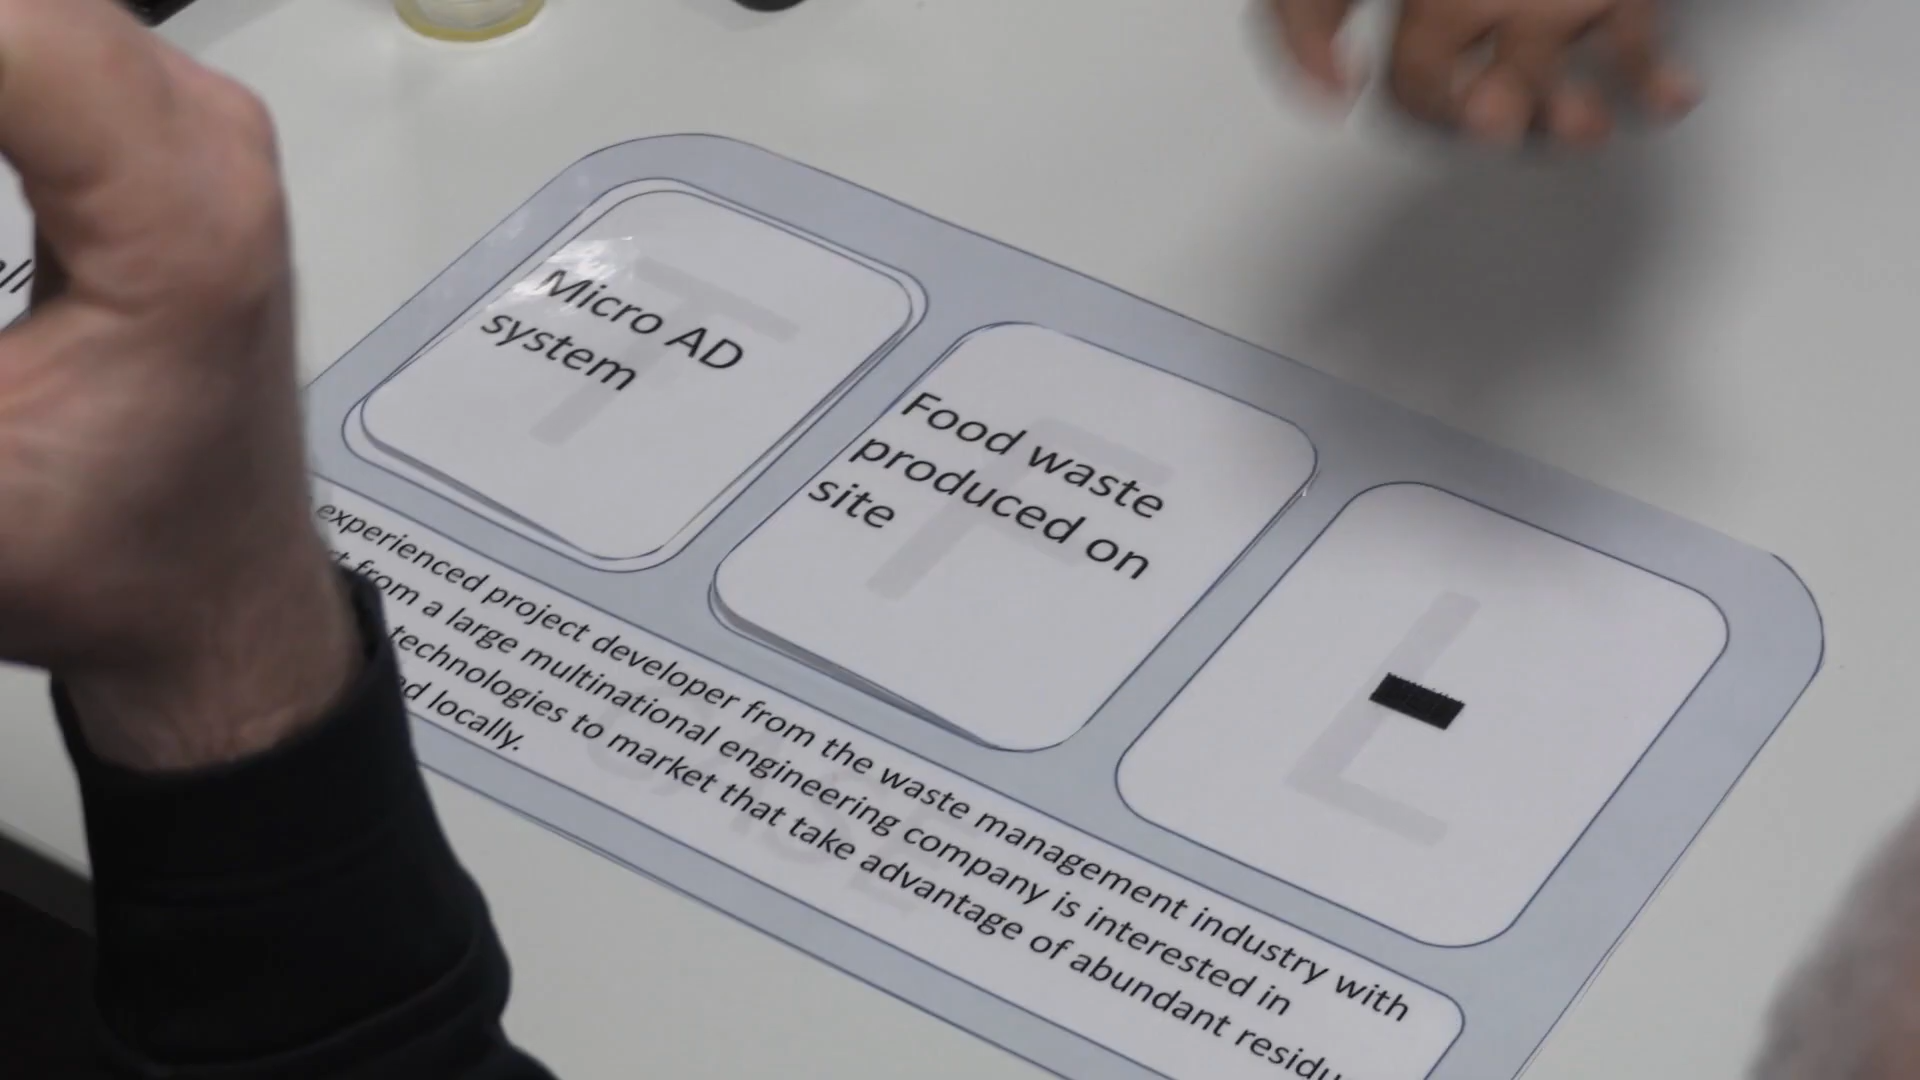 Micro AD
system
T
Food waste
produced on
site
F
L
experienced project developer from the waste management industry with
from a large multinational engineering company is interested in
technologies to market that take advantage of abundant
locally.
CASE